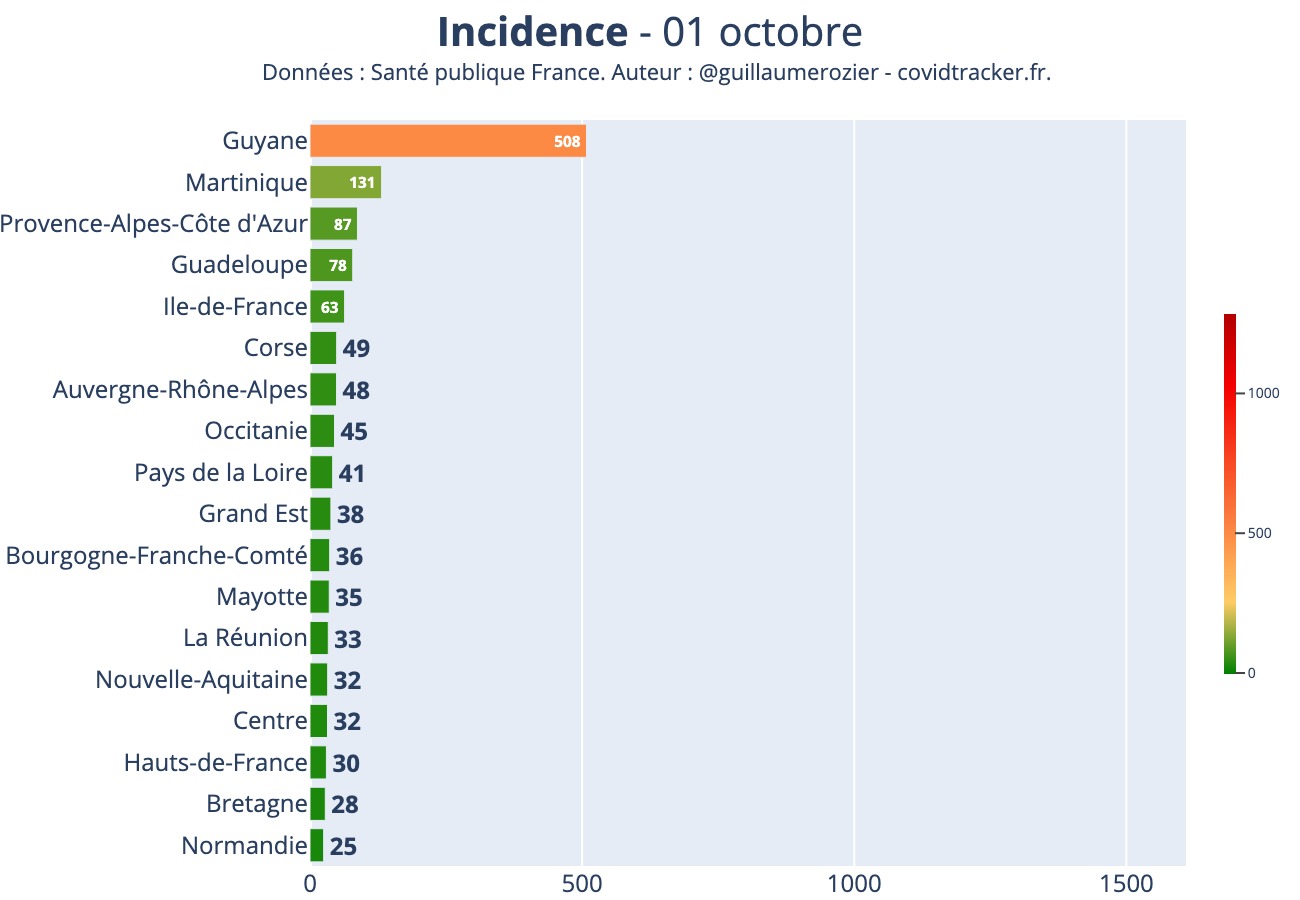 Incidence - 01 octobre
Données : Santé publique France. Auteur : @guillaumerozier - covidtracker.fr.
Guyane 508
Martinique 131
Provence-Alpes-Côte d'Azur 87
Guadeloupe 78
Ile-de-France 63
Corse 49
Auvergne-Rhône-Alpes 48
Occitanie 45
Pays de la Loire 41
Grand Est 38
Bourgogne-Franche-Comté 36
Mayotte 35
La Réunion 33
Nouvelle-Aquitaine 32
Centre 32
Hauts-de-France 30
Bretagne 28
Normandie 25
0 500 1000 1500
1000
500
0